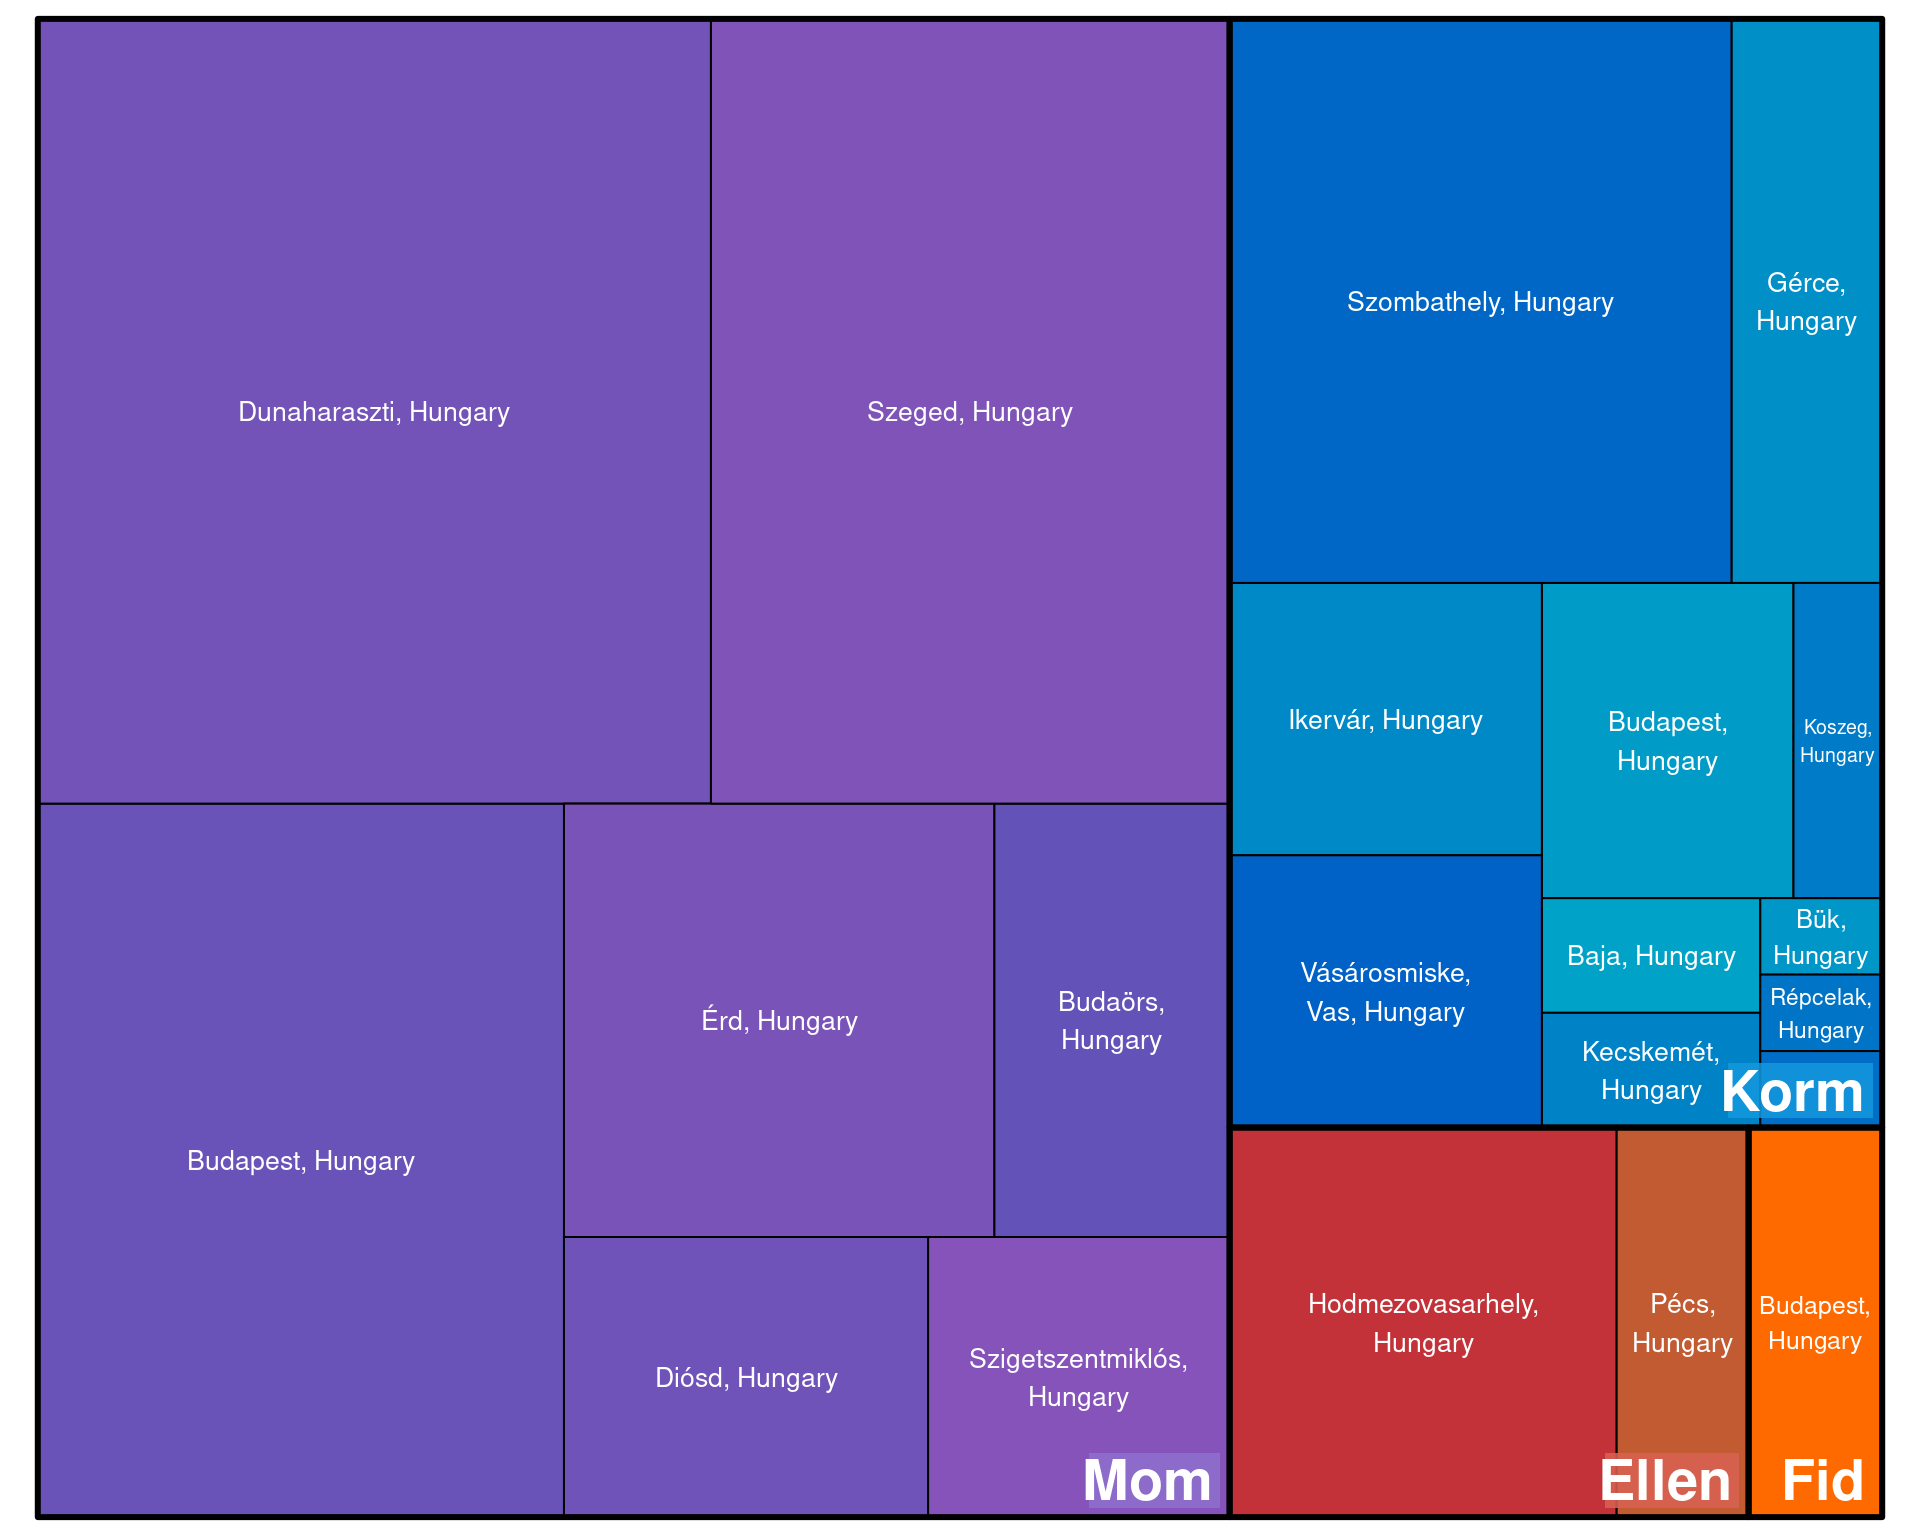 Dunaharaszti, Hungary
Szeged, Hungary
Budapest, Hungary
Érd, Hungary
Budaörs,
Hungary
Diósd, Hungary
Szigetszentmiklós,
Hungary
Mom
Szombathely, Hungary
Gérce,
Hungary
Ikervár, Hungary
Budapest,
Hungary
Koszeg,
Hungary
Vásárosmiske,
Vas, Hungary
Baja, Hungary
Bük,
Hungary
Répcelak,
Hungary
Kecskemét,
Hungary
Korm
Hodmezovasarhely,
Hungary
Pécs,
Hungary
Ellen
Budapest,
Hungary
Fid